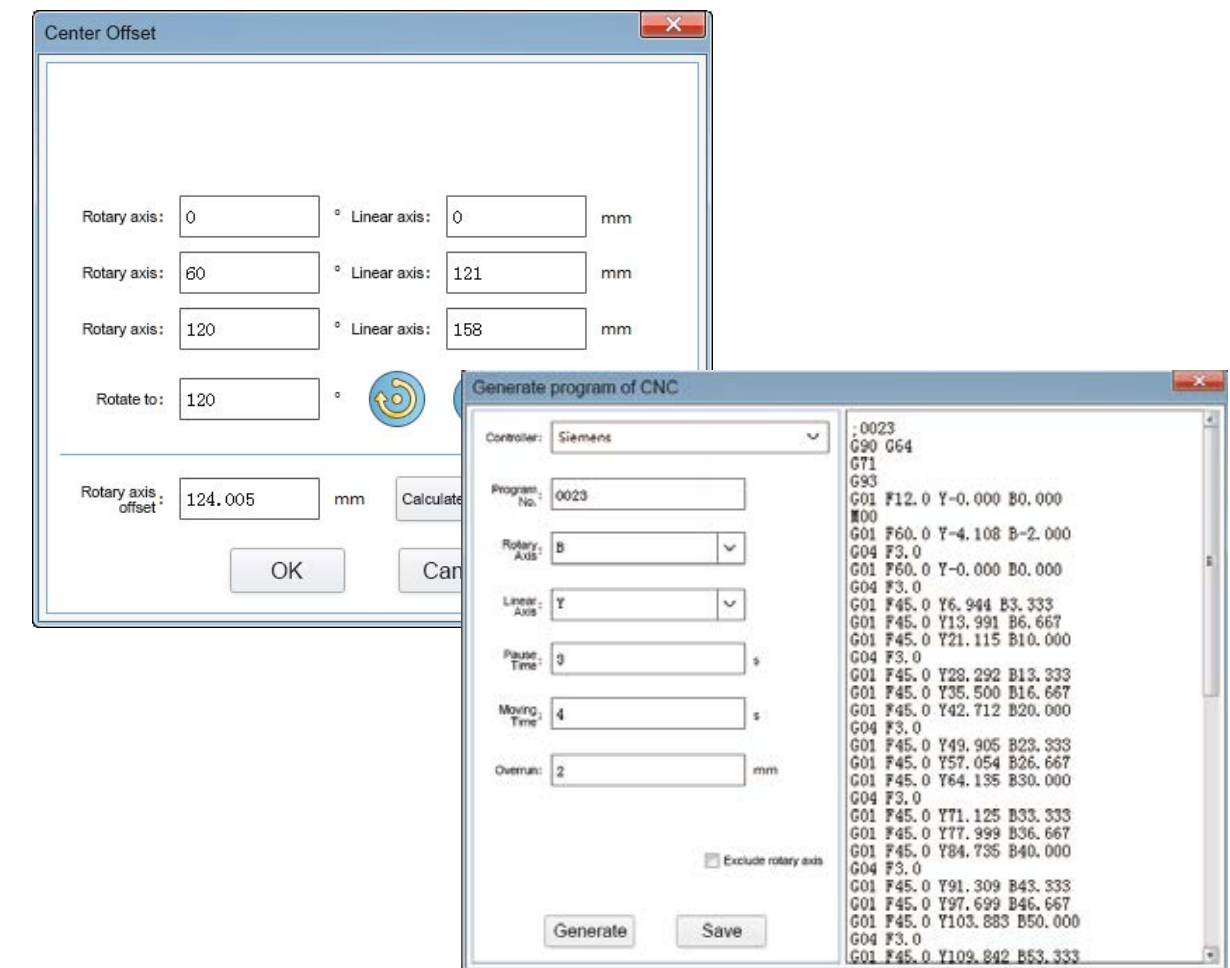 Center Offset
Rotary axis: 0 ° Linear axis: 0 mm
Rotary axis: 60 ° Linear axis: 121 mm
Rotary axis: 120 ° Linear axis: 158 mm
Rotate to: 120 °
Rotary axis offset: 124.005 mm Calculate
OK Can
Generate program of CNC
Controller: Siemens
Program No.: 0023
Rotary Axis: B
Linear Axis: Y
Pause Time: 3 s
Moving Time: 4 s
Overrun: 2 mm
Exclude rotary axis
Generate Save
;0023
G90 G64
G71
G93
G01 F12.0 Y-0.000 B0.000
M00
G01 F60.0 Y-4.108 B-2.000
G04 F3.0
G01 F60.0 Y-0.000 B0.000
G04 F3.0
G01 F45.0 Y6.944 B3.333
G01 F45.0 Y13.991 B6.667
G01 F45.0 Y21.115 B10.000
G04 F3.0
G01 F45.0 Y28.292 B13.333
G01 F45.0 Y35.500 B16.667
G01 F45.0 Y42.712 B20.000
G04 F3.0
G01 F45.0 Y49.905 B23.333
G01 F45.0 Y57.054 B26.667
G01 F45.0 Y64.135 B30.000
G04 F3.0
G01 F45.0 Y71.125 B33.333
G01 F45.0 Y77.999 B36.667
G01 F45.0 Y84.735 B40.000
G04 F3.0
G01 F45.0 Y91.309 B43.333
G01 F45.0 Y97.699 B46.667
G01 F45.0 Y103.883 B50.000
G04 F3.0
G01 F45.0 Y109.842 B53.333